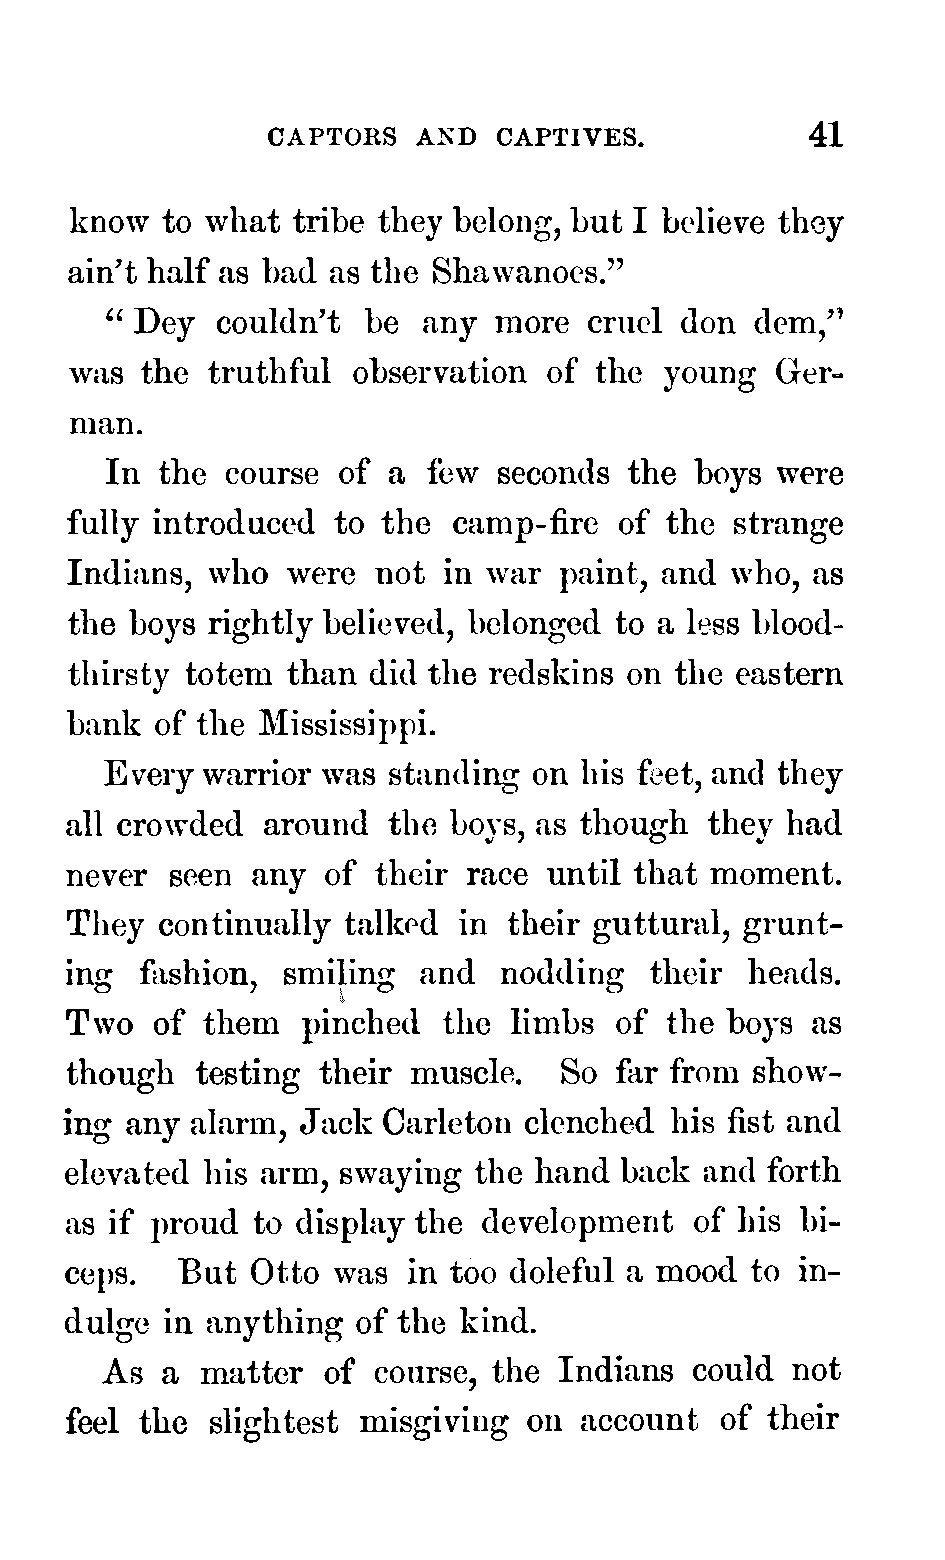 CAPTORS AND CAPTIVES. 41
know to what tribe they belong, but I believe they
ain't half as bad as the Shawanoes."
" Dey couldn't be any more cruel don dem,"
was the truthful observation of the young Ger-
man.
In the course of a few seconds the boys were
fully introduced to the camp-fire of the strange
Indians, who were not in war paint, and who, as
the boys rightly believed, belonged to a less blood-
thirsty totem than did the redskins on the eastern
bank of the Mississippi.
Every warrior was standing on his feet, and they
all crowded around the boys, as though they had
never seen any of their race until that moment.
They continually talked in their guttural, grunt-
ing fashion, smiling and nodding their heads.
Two of them pinched the limbs of the boys as
though testing their muscle. So far from show-
ing any alarm, Jack Carleton clenched his fist and
elevated his arm, swaying the hand back and forth
as if proud to display the development of his bi-
ceps. But Otto was in too doleful a mood to in-
dulge in anything of the kind.
As a matter of course, the Indians could not
feel the slightest misgiving on account of their